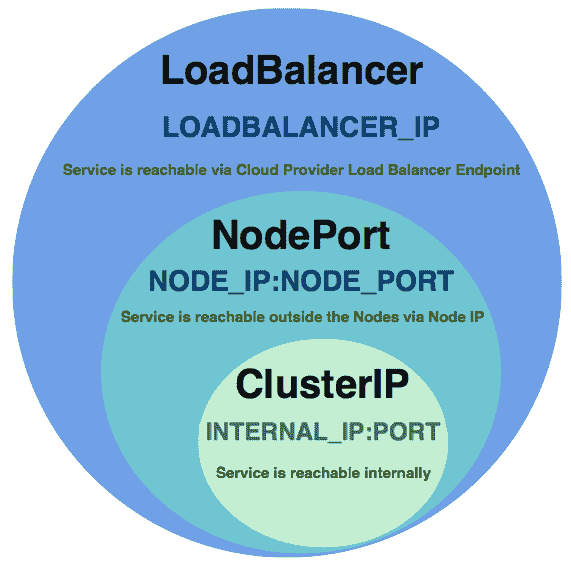 LoadBalancer
LOADBALANCER_IP
Service is reachable via Cloud Provider Load Balancer Endpoint
NodePort
NODE_IP:NODE_PORT
Service is reachable outside the Nodes via Node IP
ClusterIP
INTERNAL_IP:PORT
Service is reachable internally